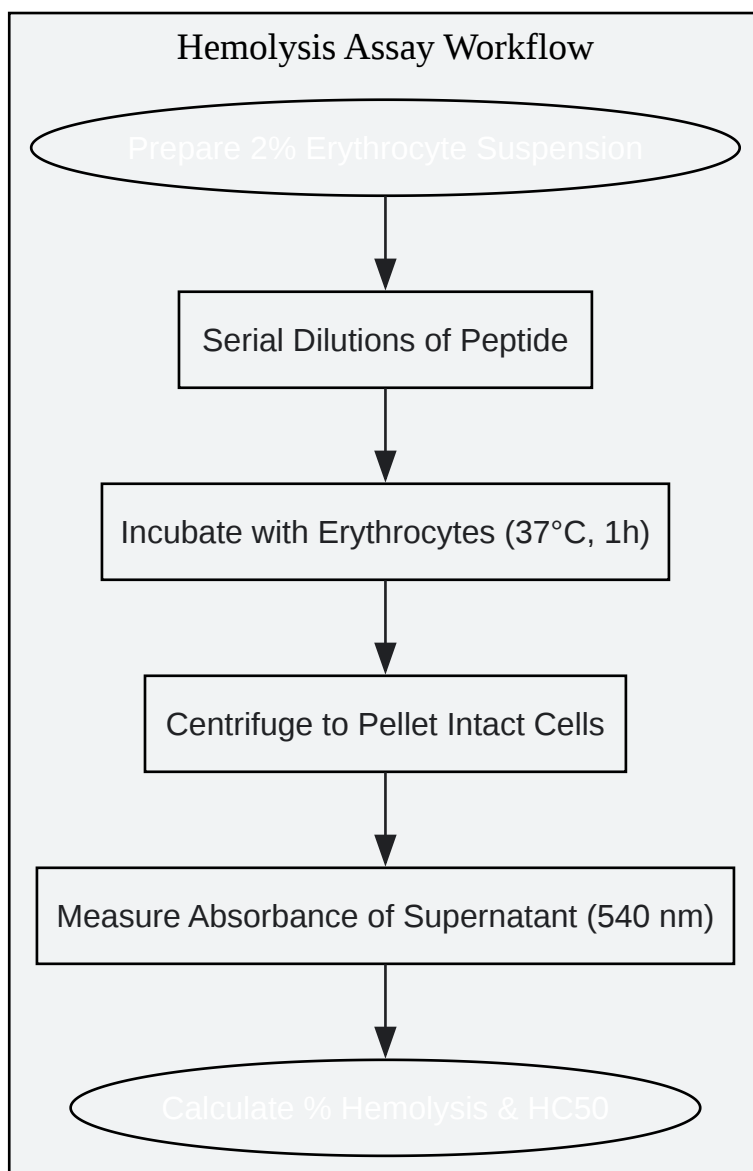 Hemolysis Assay Workflow
Prepare 2% Erythrocyte Suspension
Serial Dilutions of Peptide
Incubate with Erythrocytes (37°C, 1h)
Centrifuge to Pellet Intact Cells
Measure Absorbance of Supernatant (540 nm)
Calculate % Hemolysis & HC50